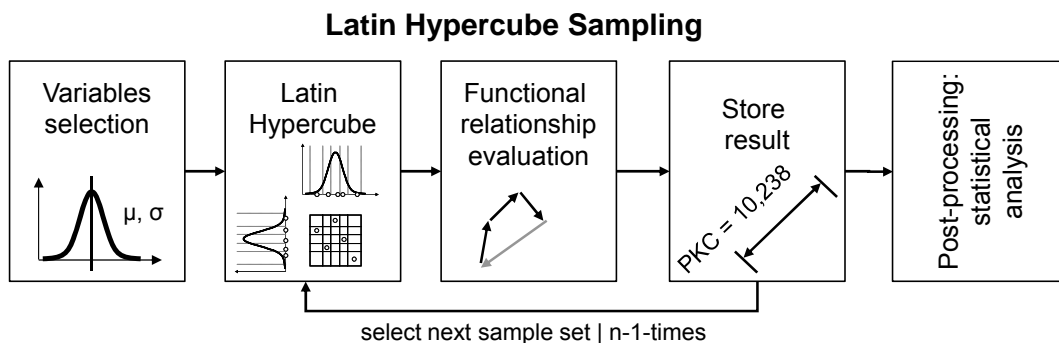 Latin Hypercube Sampling
Variables
selection
μ, σ
Latin
Hypercube
Functional
relationship
evaluation
Store
result
PKC = 10,238
Post-processing:
statistical
analysis
select next sample set | n-1-times